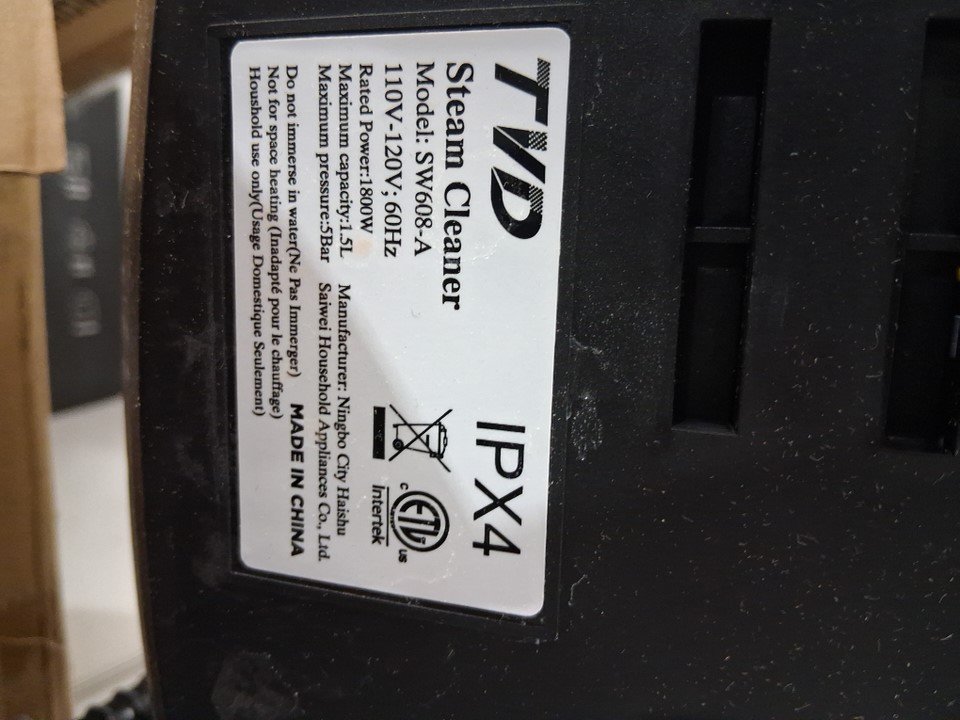 TVD
IPX4
Steam Cleaner
Model: SW608-A
110V-120V; 60Hz
Rated Power:1800W
Maximum capacity:1.5L
Maximum pressure:5Bar
Manufacturer: Ningbo City Haishu
Saiwei Household Appliances Co., Ltd.
c ETL us
Intertek
Do not immerse in water(Ne Pas Immerger)
Not for space heating (Inadapté pour le chauffage)
Houshold use only(Usage Domestique Seulement)
MADE IN CHINA